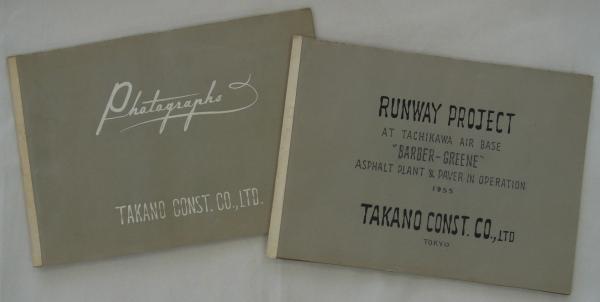 Photographs
TAKANO CONST. CO., LTD.
RUNWAY PROJECT
AT TACHIKAWA AIR BASE
"BARBER-GREENE"
ASPHALT PLANT & PAVER IN OPERATION
1955
TAKANO CONST. CO., LTD
TOKYO